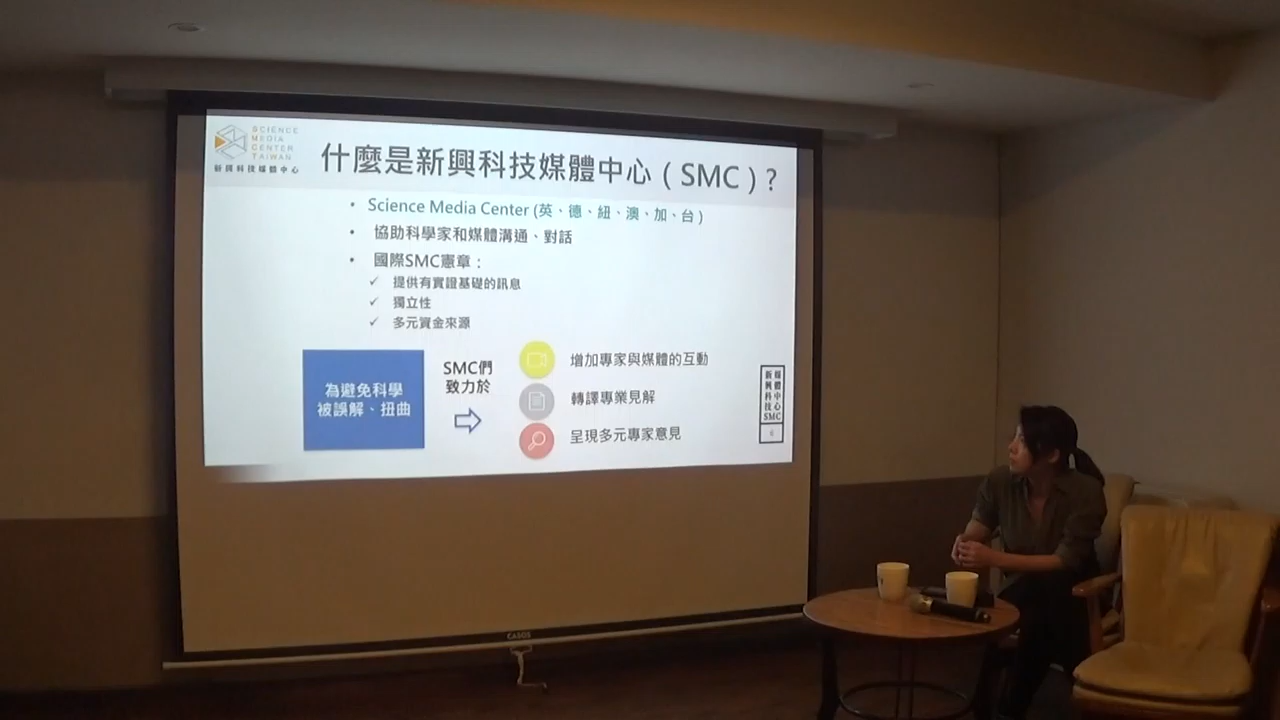 SCIENCE
MEDIA
CENTER
TAIWAN
新興科技媒體中心
什麼是新興科技媒體中心（SMC）?
• Science Media Center (英、德、紐、澳、加、台)
• 協助科學家和媒體溝通、對話
• 國際SMC憲章：
✓ 提供有實證基礎的訊息
✓ 獨立性
✓ 多元資金來源
為避免科學
被誤解、扭曲
SMC們
致力於
增加專家與媒體的互動
轉譯專業見解
呈現多元專家意見
新興科技
媒體中心
SMC
6
CASOS